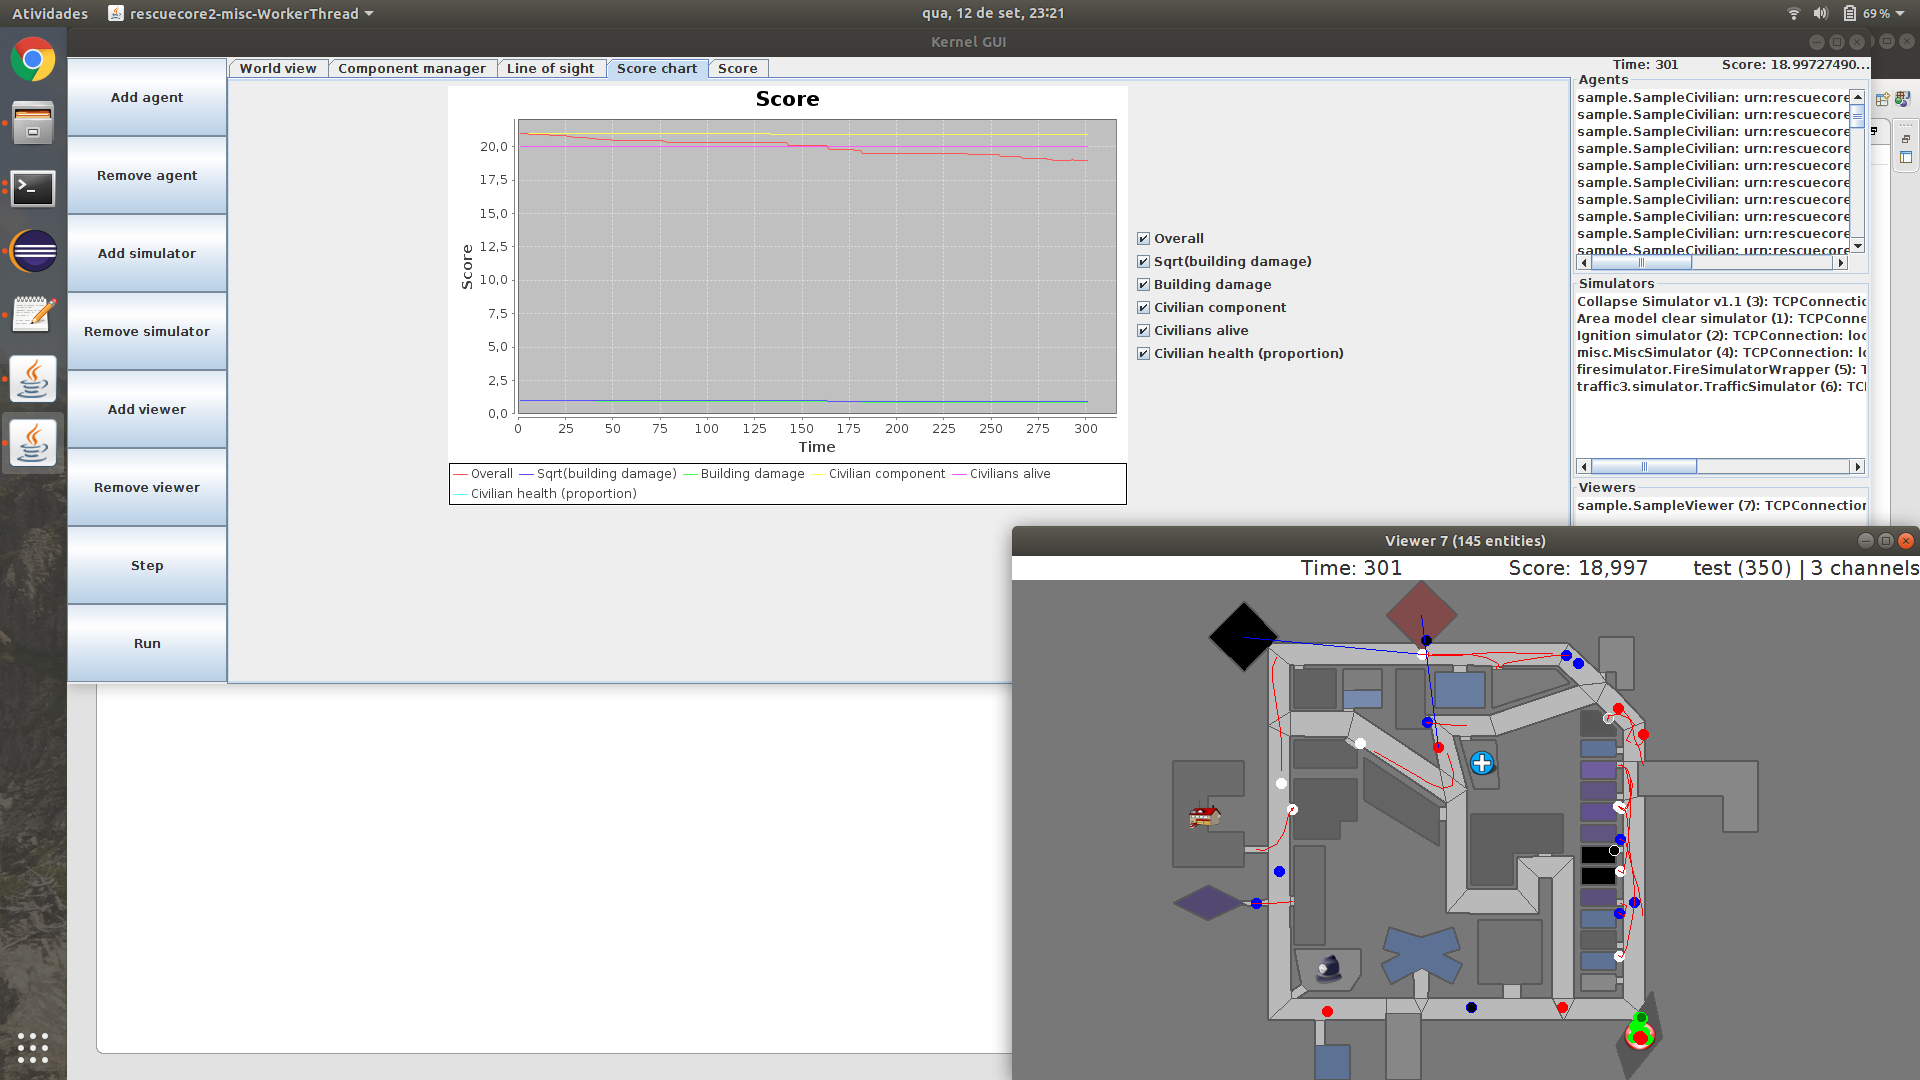 Atividades
rescuecore2-misc-WorkerThread
qua, 12 de set, 23:21
69 %
Kernel GUI
Add agent
Remove agent
Add simulator
Remove simulator
Add viewer
Remove viewer
Step
Run
World view
Component manager
Line of sight
Score chart
Score
Score
Score
20,0
17,5
15,0
12,5
10,0
7,5
5,0
2,5
0,0
0 25 50 75 100 125 150 175 200 225 250 275 300
Time
Overall Sqrt(building damage) Building damage Civilian component Civilians alive
Civilian health (proportion)
Overall
Sqrt(building damage)
Building damage
Civilian component
Civilians alive
Civilian health (proportion)
Time: 301 Score: 18.99727490...
Agents
sample.SampleCivilian: urn:rescuecore
sample.SampleCivilian: urn:rescuecore
sample.SampleCivilian: urn:rescuecore
sample.SampleCivilian: urn:rescuecore
sample.SampleCivilian: urn:rescuecore
sample.SampleCivilian: urn:rescuecore
sample.SampleCivilian: urn:rescuecore
sample.SampleCivilian: urn:rescuecore
sample.SampleCivilian: urn:rescuecore
sample.SampleCivilian: urn:rescuecore
Simulators
Collapse Simulator v1.1 (3): TCPConnectio
Area model clear simulator (1): TCPConne
Ignition simulator (2): TCPConnection: loc
misc.MiscSimulator (4): TCPConnection: lo
firesimulator.FireSimulatorWrapper (5): T
traffic3.simulator.TrafficSimulator (6): TCI
Viewers
sample.SampleViewer (7): TCPConnection
Viewer 7 (145 entities)
Time: 301 Score: 18,997 test (350) | 3 channels